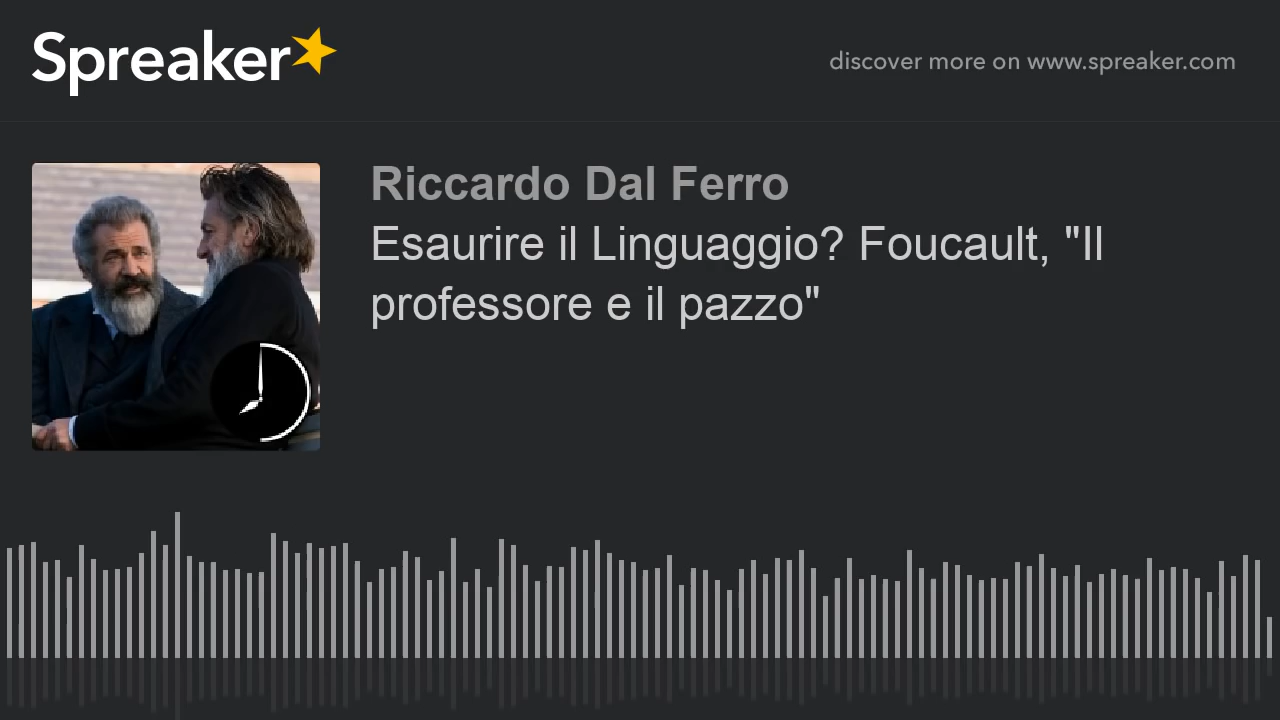 Spreaker
discover more on www.spreaker.com
Riccardo Dal Ferro
Esaurire il Linguaggio? Foucault, "Il
professore e il pazzo"